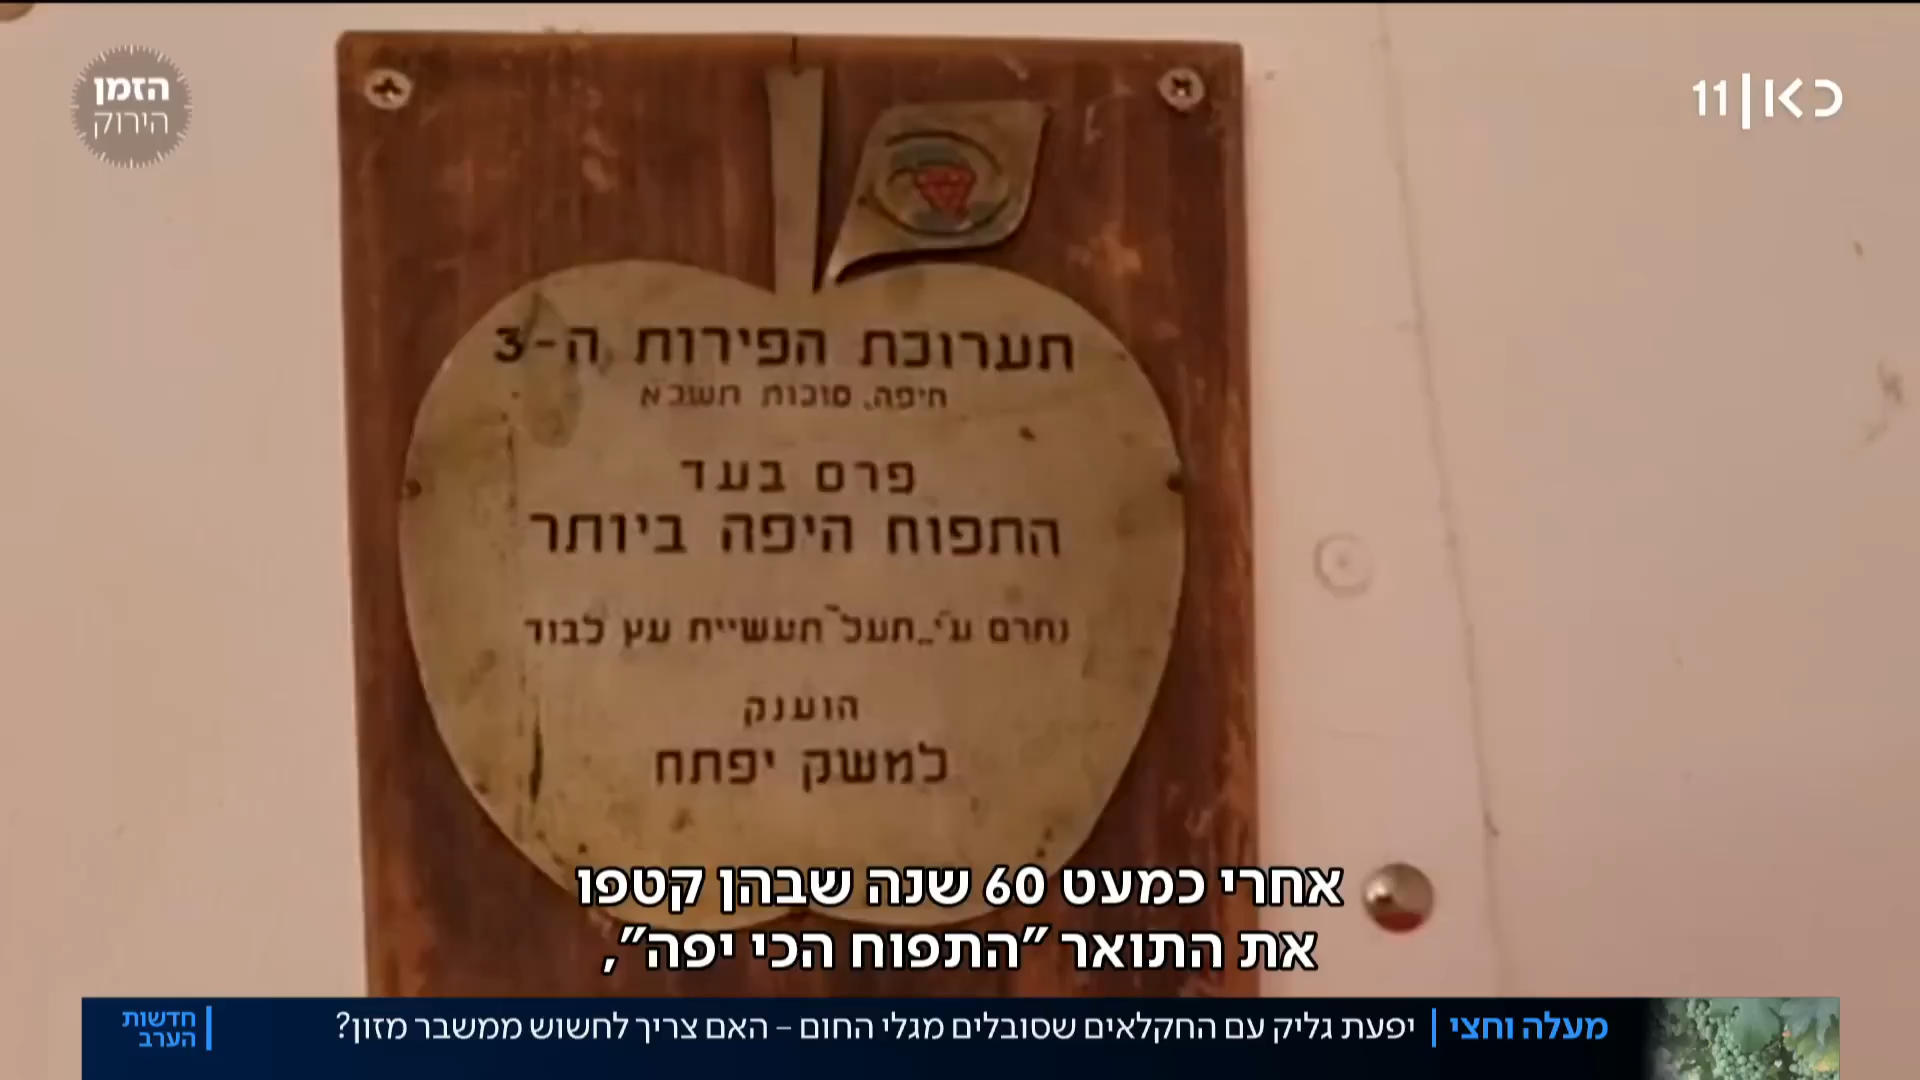 הזמן
הירוק
כאן 11
תערוכת הפירות ה-3
חיפה, סוכות תשכא
פרס בעד
התפוח היפה ביותר
נתרם ע"י „תעל" תעשיית עץ לבוד
הוענק
למשק יפתח
אחרי כמעט 60 שנה שבהן קטפו
את התואר "התפוח הכי יפה",
מעלה וחצי | יפעת גליק עם החקלאים שסובלים מגלי החום – האם צריך לחשוש ממשבר מזון?
חדשות
הערב